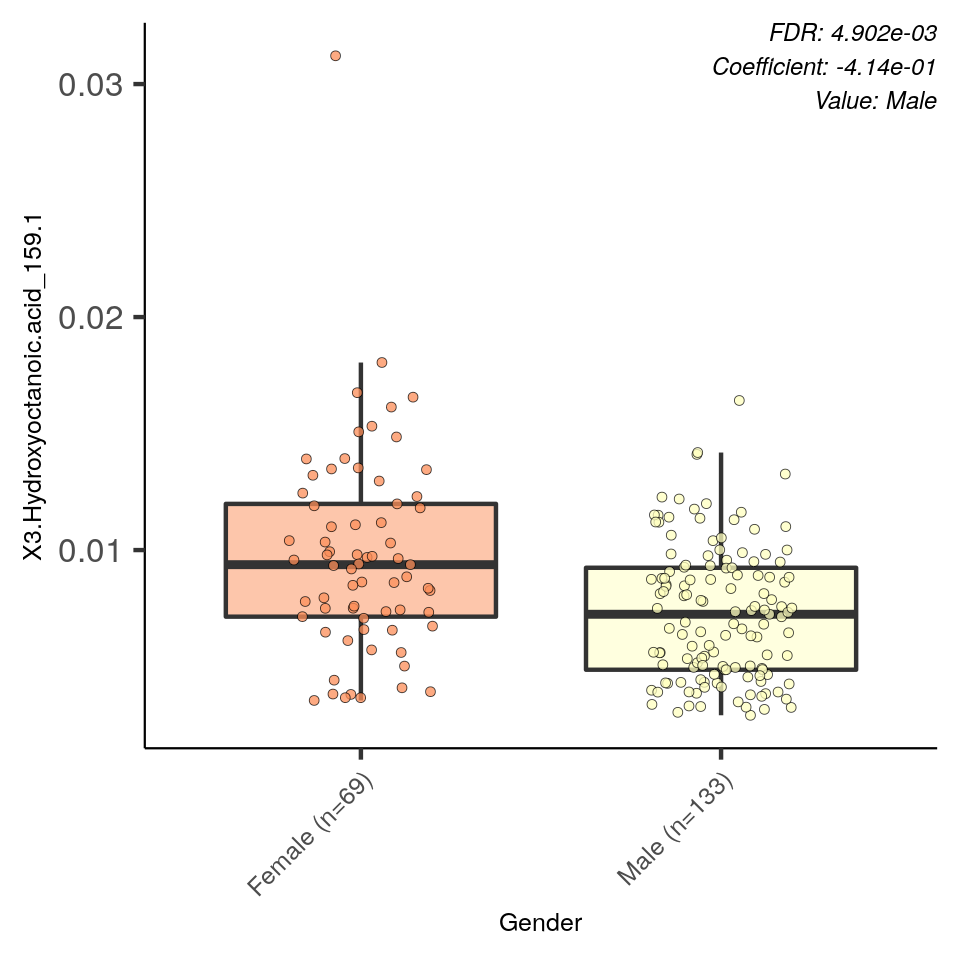 FDR: 4.902e-03
Coefficient: -4.14e-01
Value: Male
X3.Hydroxyoctanoic.acid_159.1
0.03
0.02
0.01
Female (n=69)
Male (n=133)
Gender